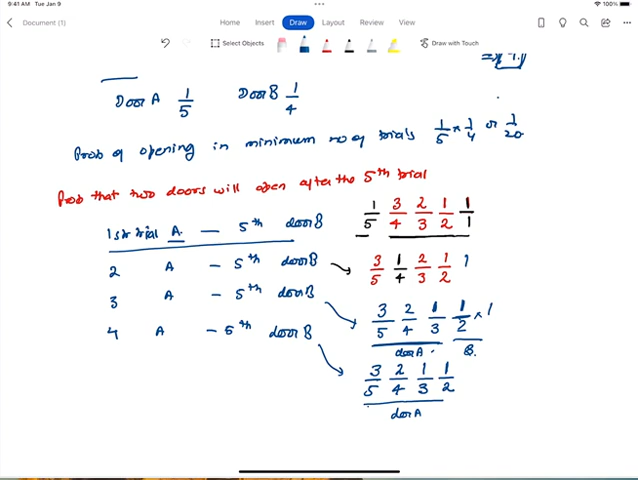 9:41 AM Tue Jan 9
100%
Document (1)
Home Insert Draw Layout Review View
Select Objects
Draw with Touch
Door A 1/5 Door B 1/4
Prob of opening in minimum no of trials 1/5 × 1/4 or 1/20
Prob that two doors will open after the 5th trial
1st trial A — 5th door B 1/5 3/4 2/3 1/2 1/1
2 A — 5th door B 3/5 1/4 2/3 1/2 1
3 A — 5th door B 3/5 2/4 1/3 1/2 × 1
door A B.
4 A — 5th door B 3/5 2/4 1/3 1/2
door A